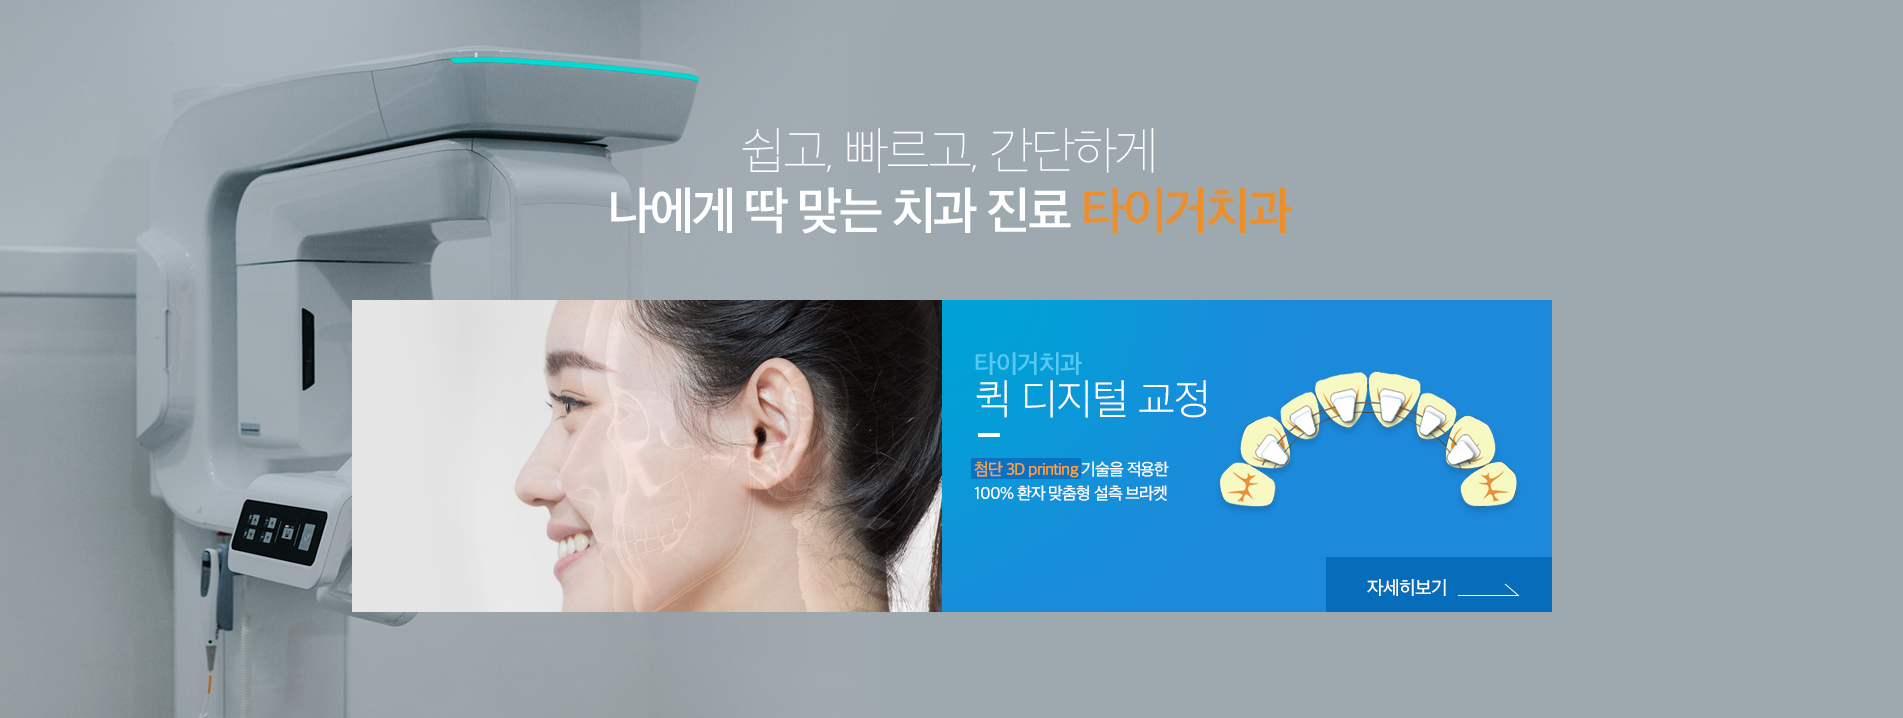 쉽고, 빠르고, 간단하게
나에게 딱 맞는 치과 진료 타이거치과
타이거치과
퀵 디지털 교정
첨단 3D printing 기술을 적용한
100% 환자 맞춤형 설측 브라켓
자세히보기